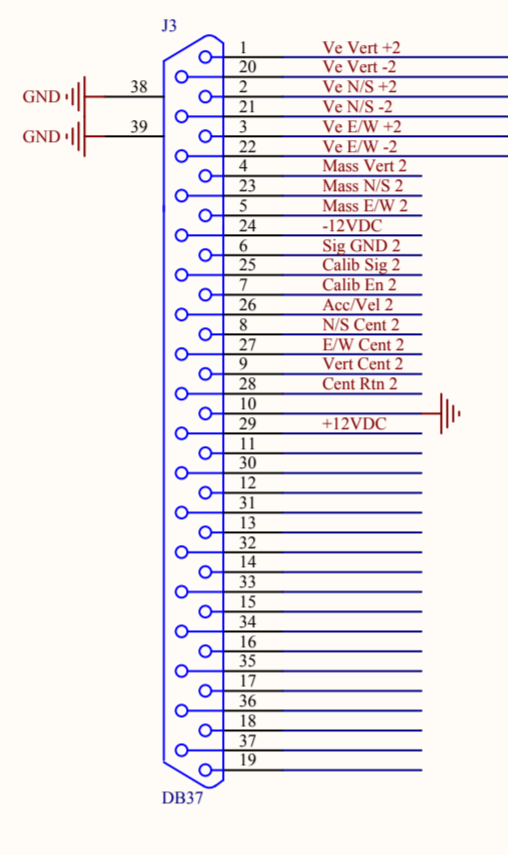 J3
1 Ve Vert +2
20 Ve Vert -2
2 Ve N/S +2
GND 38
21 Ve N/S -2
3 Ve E/W +2
GND 39
22 Ve E/W -2
4 Mass Vert 2
23 Mass N/S 2
5 Mass E/W 2
24 -12VDC
6 Sig GND 2
25 Calib Sig 2
7 Calib En 2
26 Acc/Vel 2
8 N/S Cent 2
27 E/W Cent 2
9 Vert Cent 2
28 Cent Rtn 2
10
29 +12VDC
11
30
12
31
13
32
14
33
15
34
16
35
17
36
18
37
19
DB37